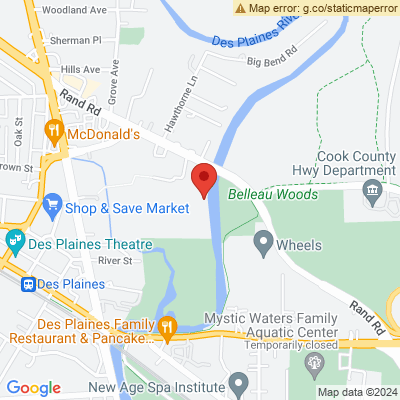 Woodland Ave
Map error: g.co/staticmaperror
Des Plaines River
Sherman Pl
Big Bend Rd
Hills Ave
Grove Ave
Hawthorne Ln
Rand Rd
Oak St
McDonald's
Cook County
Hwy Department
Brown St
Belleau Woods
Shop & Save Market
Des Plaines Theatre
Wheels
River St
Des Plaines
Rand Rd
Mystic Waters Family
Aquatic Center
Temporarily closed
Des Plaines Family
Restaurant & Pancake...
New Age Spa Institute
Google
Map data ©2024